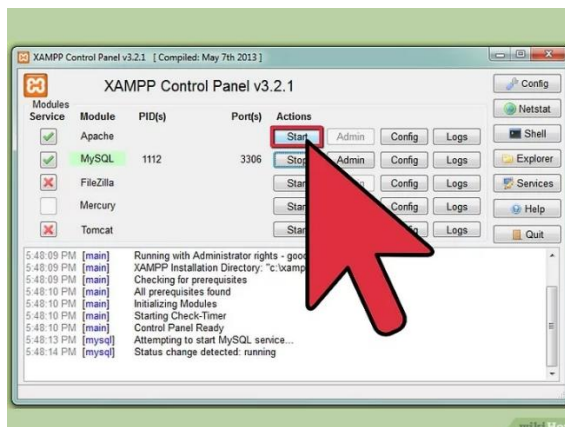 XAMPP Control Panel v3.2.1 [ Compiled: May 7th 2013 ]
XAMPP Control Panel v3.2.1
Modules
Service Module PID(s) Port(s) Actions
Apache Start Admin Config Logs
MySQL 1112 3306 Stop Admin Config Logs
FileZilla Start Config Logs
Mercury Start Config Logs
Tomcat Start Config Logs
Config
Netstat
Shell
Explorer
Services
Help
Quit
5:48:09 PM [main] Running with Administrator rights - good
5:48:09 PM [main] XAMPP Installation Directory: "c:\xamp
5:48:09 PM [main] Checking for prerequisites
5:48:10 PM [main] All prerequisites found
5:48:10 PM [main] Initializing Modules
5:48:10 PM [main] Starting Check-Timer
5:48:10 PM [main] Control Panel Ready
5:48:13 PM [mysql] Attempting to start MySQL service...
5:48:14 PM [mysql] Status change detected: running